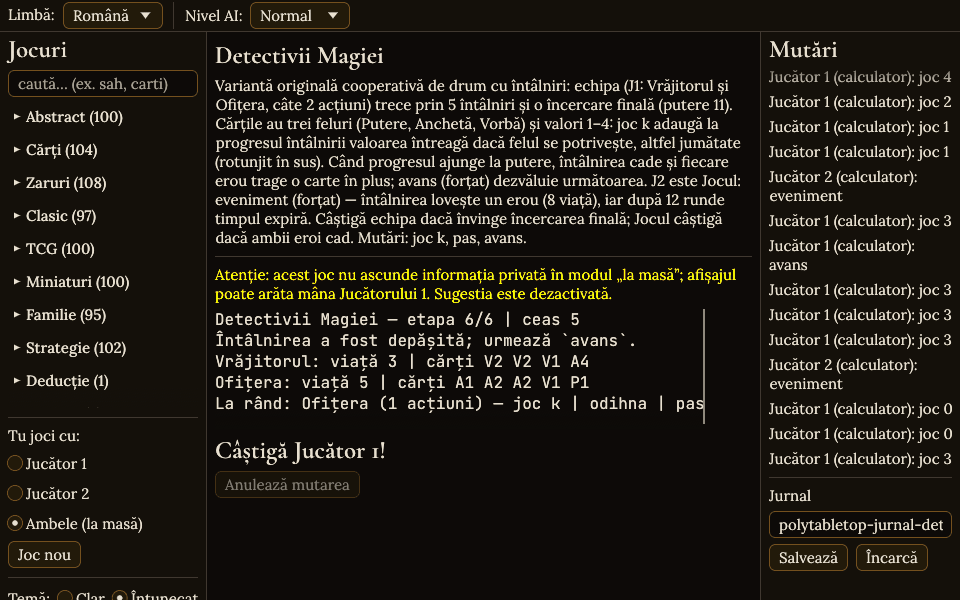 Limbă: Română ▼ Nivel AI: Normal ▼
Jocuri
caută... (ex. sah, carti)
▸ Abstract (100)
▸ Cărți (104)
▸ Zaruri (108)
▸ Clasic (97)
▸ TCG (100)
▸ Miniaturi (100)
▸ Familie (95)
▸ Strategie (102)
▸ Deducție (1)
Tu joci cu:
Jucător 1
Jucător 2
Ambele (la masă)
Joc nou
Temă: Clar Întunecat
Detectivii Magiei
Variantă originală cooperativă de drum cu întâlniri: echipa (J1: Vrăjitorul și
Ofițera, câte 2 acțiuni) trece prin 5 întâlniri și o încercare finală (putere 11).
Cărțile au trei feluri (Putere, Anchetă, Vorbă) și valori 1–4: joc k adaugă la
progresul întâlnirii valoarea întreagă dacă felul se potrivește, altfel jumătate
(rotunjit în sus). Când progresul ajunge la putere, întâlnirea cade și fiecare
erou trage o carte în plus; avans (forțat) dezvăluie următoarea. J2 este Jocul:
eveniment (forțat) — întâlnirea lovește un erou (8 viață), iar după 12 runde
timpul expiră. Câștigă echipa dacă învinge încercarea finală; Jocul câștigă
dacă ambii eroi cad. Mutări: joc k, pas, avans.
Atenție: acest joc nu ascunde informația privată în modul „la masă”; afișajul
poate arăta mâna Jucătorului 1. Sugestia este dezactivată.
Detectivii Magiei — etapa 6/6 | ceas 5
Întâlnirea a fost depășită; urmează `avans`.
Vrăjitorul: viață 3 | cărți V2 V2 V1 A4
Ofițera: viață 5 | cărți A1 A2 A2 V1 P1
La rând: Ofițera (1 acțiuni) — joc k | odihna | pas
Câștigă Jucător 1!
Anulează mutarea
Mutări
Jucător 1 (calculator): joc 4
Jucător 1 (calculator): joc 2
Jucător 1 (calculator): joc 1
Jucător 1 (calculator): joc 1
Jucător 2 (calculator):
eveniment
Jucător 1 (calculator): joc 3
Jucător 1 (calculator):
avans
Jucător 1 (calculator): joc 3
Jucător 1 (calculator): joc 3
Jucător 1 (calculator): joc 3
Jucător 2 (calculator):
eveniment
Jucător 1 (calculator): joc 0
Jucător 1 (calculator): joc 0
Jucător 1 (calculator): joc 3
Jurnal
polytabletop-jurnal-det
Salvează Încarcă